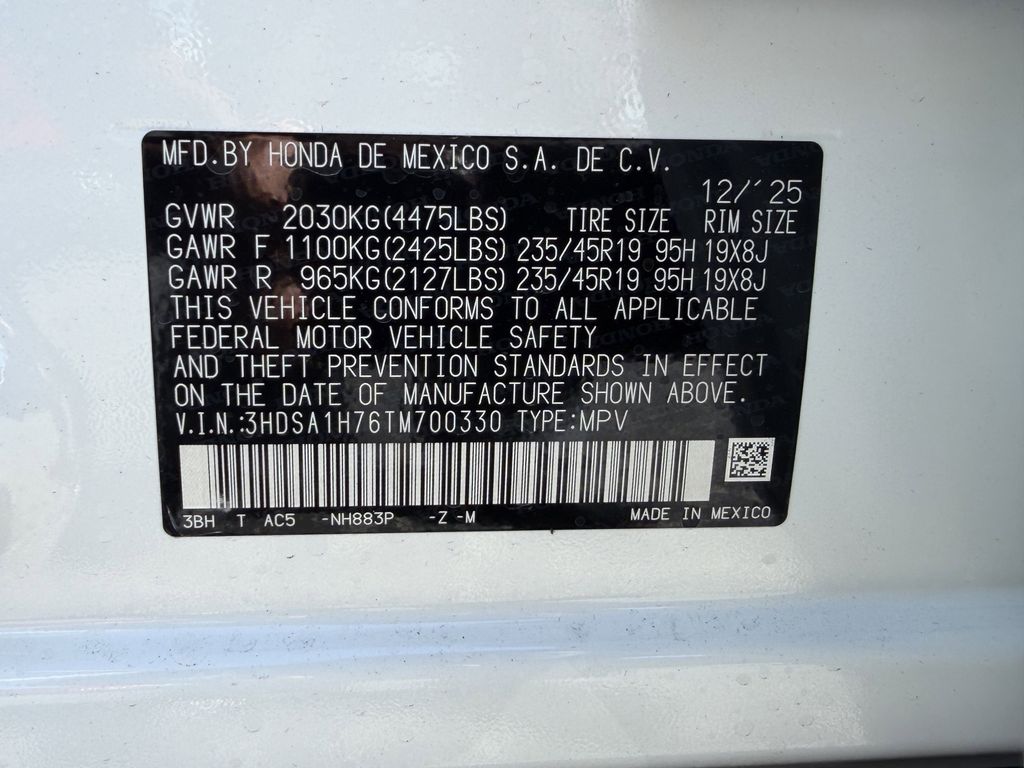 MFD.BY HONDA DE MEXICO S.A. DE C.V.
12/'25
GVWR 2030KG(4475LBS) TIRE SIZE RIM SIZE
GAWR F 1100KG(2425LBS) 235/45R19 95H 19X8J
GAWR R 965KG(2127LBS) 235/45R19 95H 19X8J
THIS VEHICLE CONFORMS TO ALL APPLICABLE
FEDERAL MOTOR VEHICLE SAFETY
AND THEFT PREVENTION STANDARDS IN EFFECT
ON THE DATE OF MANUFACTURE SHOWN ABOVE.
V.I.N.:3HDSA1H76TM700330 TYPE:MPV
3BH T AC5 -NH883P -Z -M MADE IN MEXICO